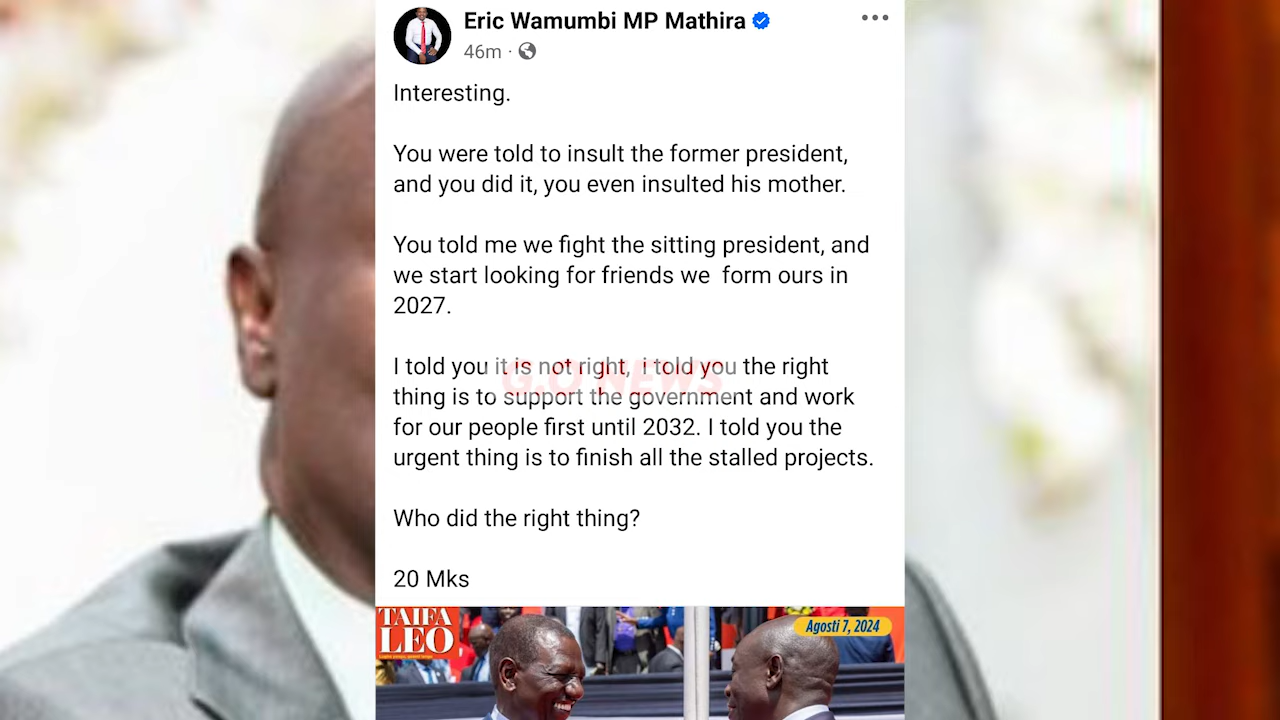 Eric Wamumbi MP Mathira
46m ·
Interesting.
You were told to insult the former president,
and you did it, you even insulted his mother.
You told me we fight the sitting president, and
we start looking for friends we form ours in
2027.
I told you it is not right, i told you the right
thing is to support the government and work
for our people first until 2032. I told you the
urgent thing is to finish all the stalled projects.
Who did the right thing?
20 Mks
G.O NEWS
TAIFA
LEO
Agosti 7, 2024